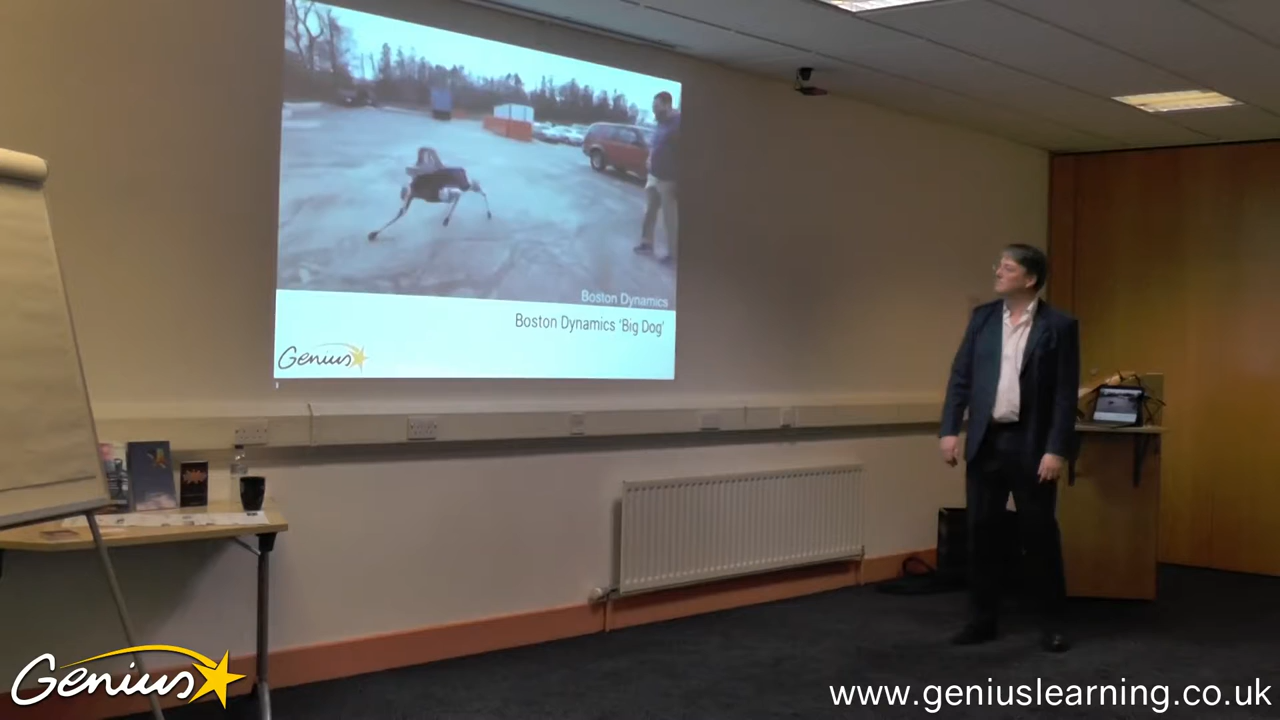 Boston Dynamics
Boston Dynamics 'Big Dog'
Genius
Genius
www.geniuslearning.co.uk